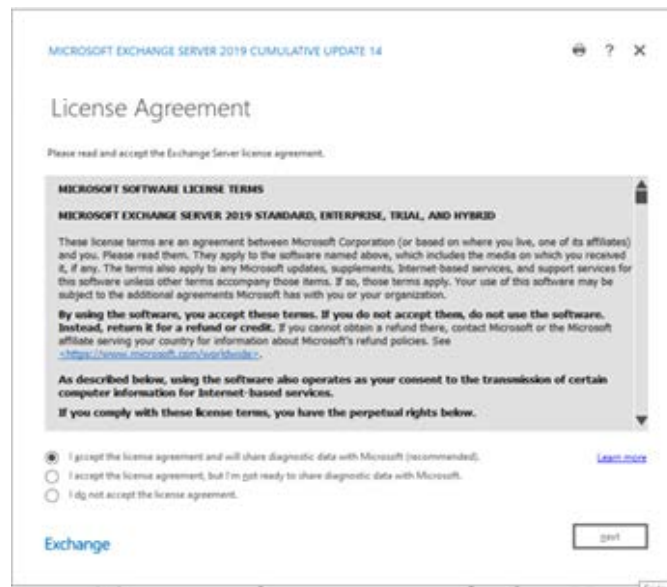 MICROSOFT EXCHANGE SERVER 2019 CUMULATIVE UPDATE 14
?
License Agreement
Please read and accept the Exchange Server license agreement.
MICROSOFT SOFTWARE LICENSE TERMS
MICROSOFT EXCHANGE SERVER 2019 STANDARD, ENTERPRISE, TRIAL, AND HYBRID
These license terms are an agreement between Microsoft Corporation (or based on where you live, one of its affiliates)
and you. Please read them. They apply to the software named above, which includes the media on which you received
it, if any. The terms also apply to any Microsoft updates, supplements, Internet-based services, and support services for
this software unless other terms accompany those items. If so, those terms apply. Your use of this software may be
subject to the additional agreements Microsoft has with you or your organization.
By using the software, you accept these terms. If you do not accept them, do not use the software.
Instead, return it for a refund or credit. If you cannot obtain a refund there, contact Microsoft or the Microsoft
affiliate serving your country for information about Microsoft's refund policies. See
<https://www.microsoft.com/worldwide>.
As described below, using the software also operates as your consent to the transmission of certain
computer information for Internet-based services.
If you comply with these license terms, you have the perpetual rights below.
I accept the license agreement and will share diagnostic data with Microsoft (recommended).
Learn more
I accept the license agreement, but I'm not ready to share diagnostic data with Microsoft.
I do not accept the license agreement.
Exchange
next